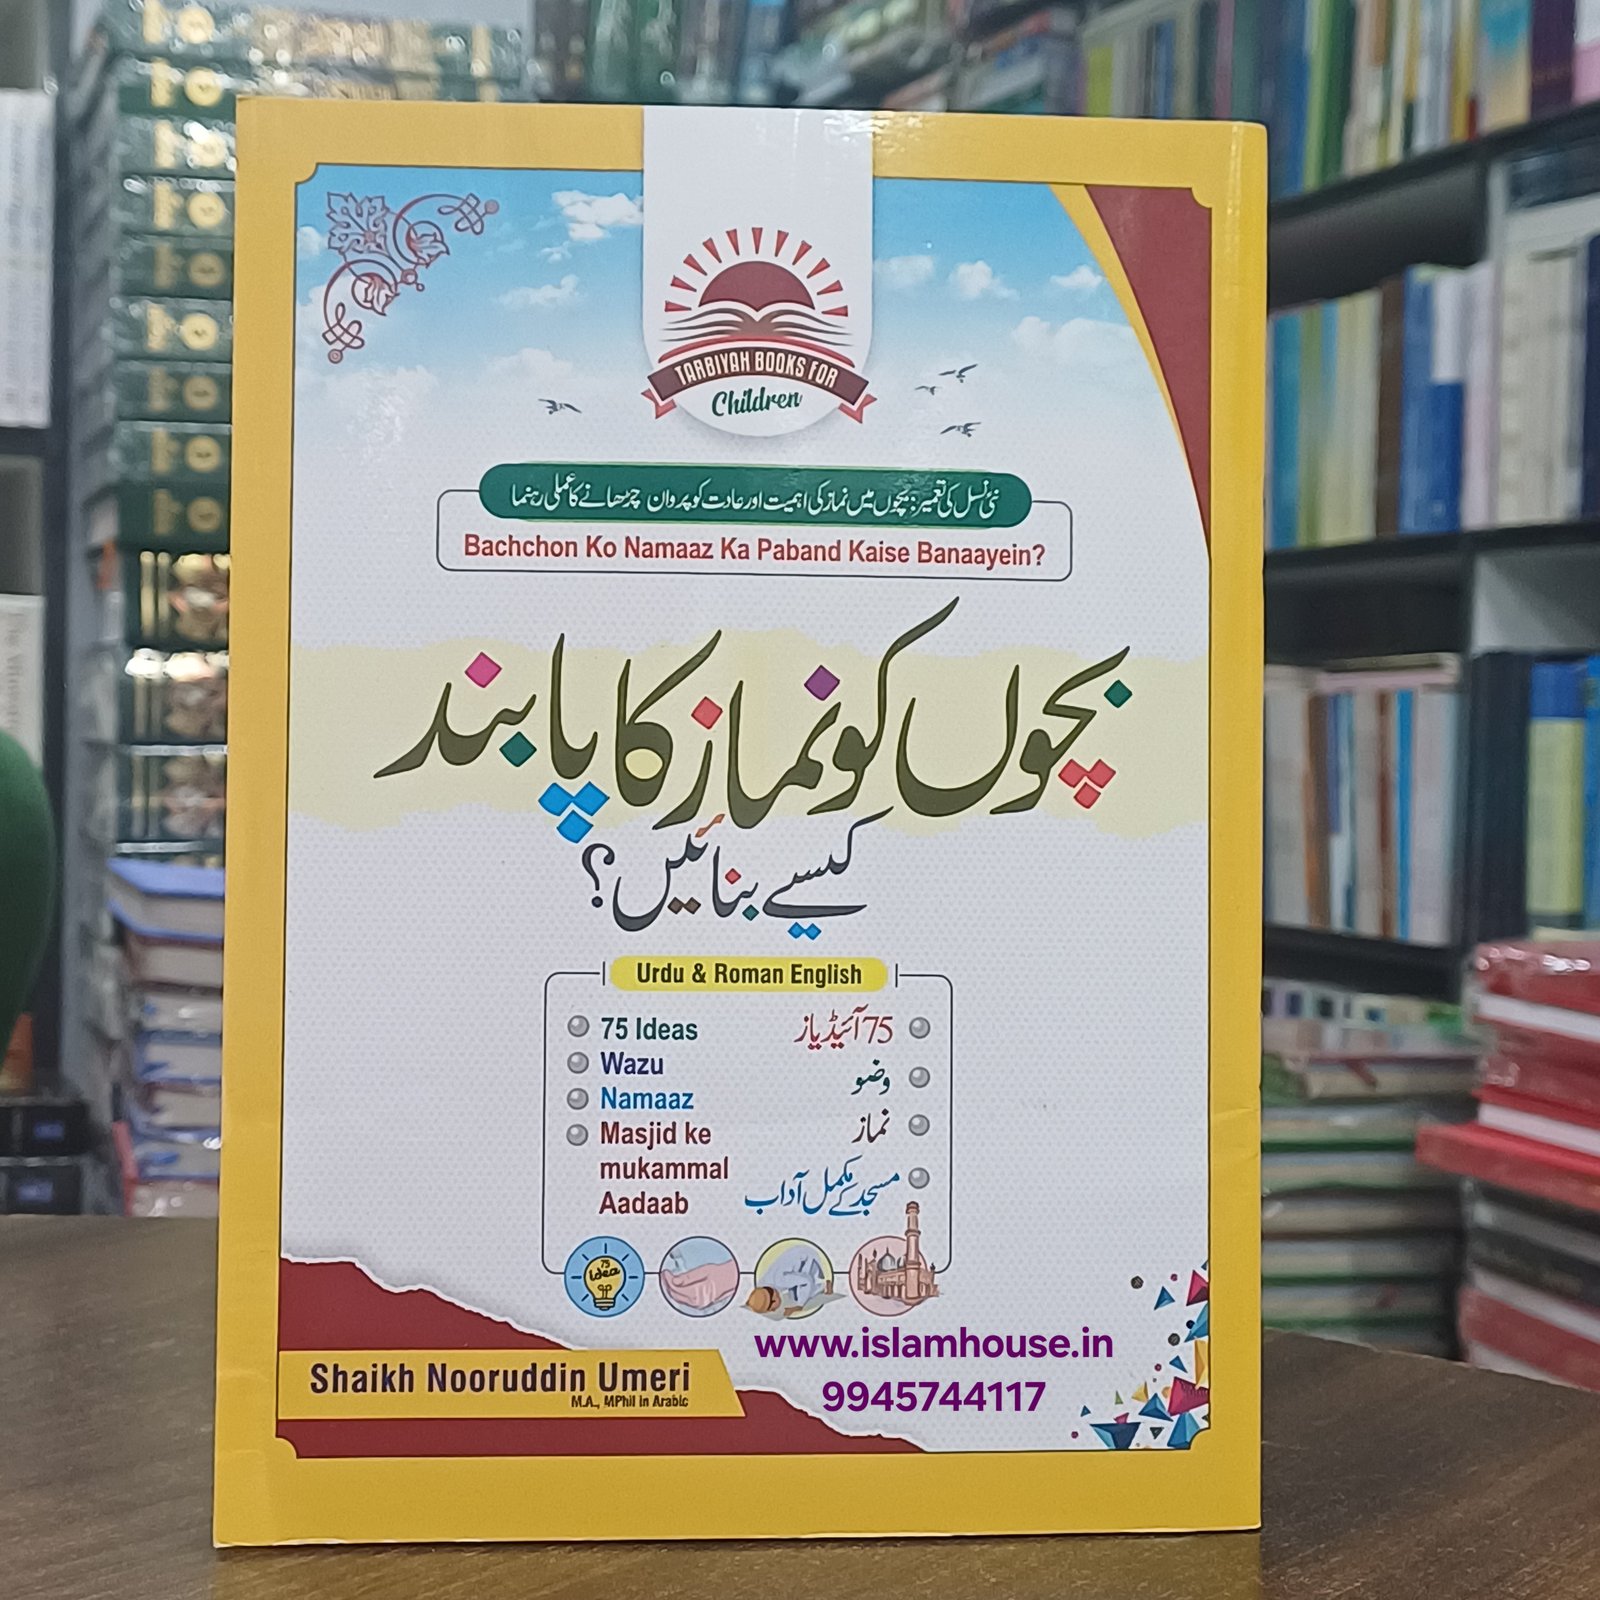 TARBIYAH BOOKS FOR
Children
نئی نسل کی تعمیر: بچوں میں نماز کی اہمیت اور عادت کو پروان چڑھانے کا عملی رہنما
Bachchon Ko Namaaz Ka Paband Kaise Banaayein?
بچوں کو نماز کا پابند
کیسے بنائیں؟
Urdu & Roman English
75 Ideas
Wazu
Namaaz
Masjid ke
mukammal
Aadaab
75 آئیڈیاز
وضو
نماز
مسجد کے مکمل آداب
75
Idea
www.islamhouse.in
9945744117
Shaikh Nooruddin Umeri
M.A., MPhil in Arabic